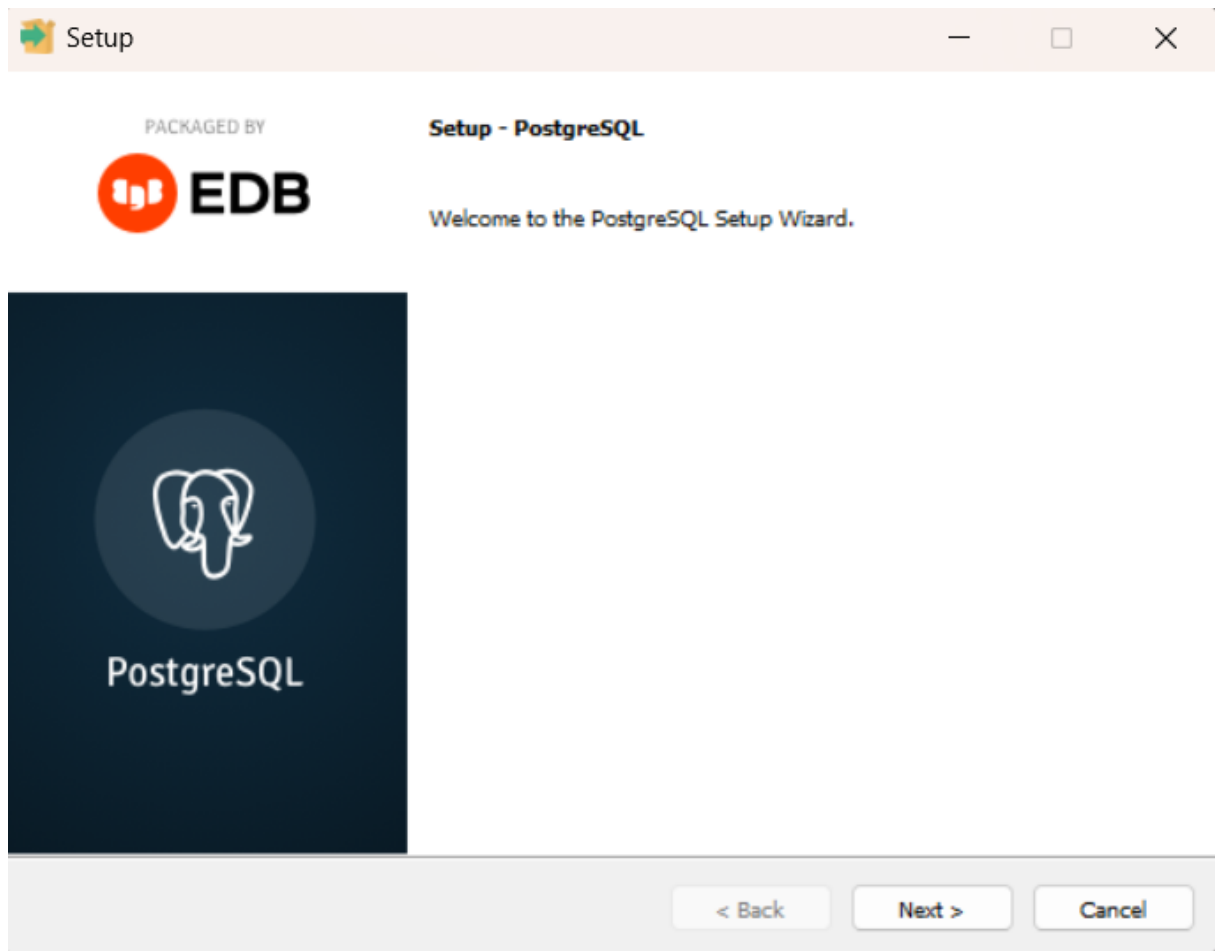 Setup
PACKAGED BY
EDB
Setup - PostgreSQL
Welcome to the PostgreSQL Setup Wizard.
PostgreSQL
< Back
Next >
Cancel